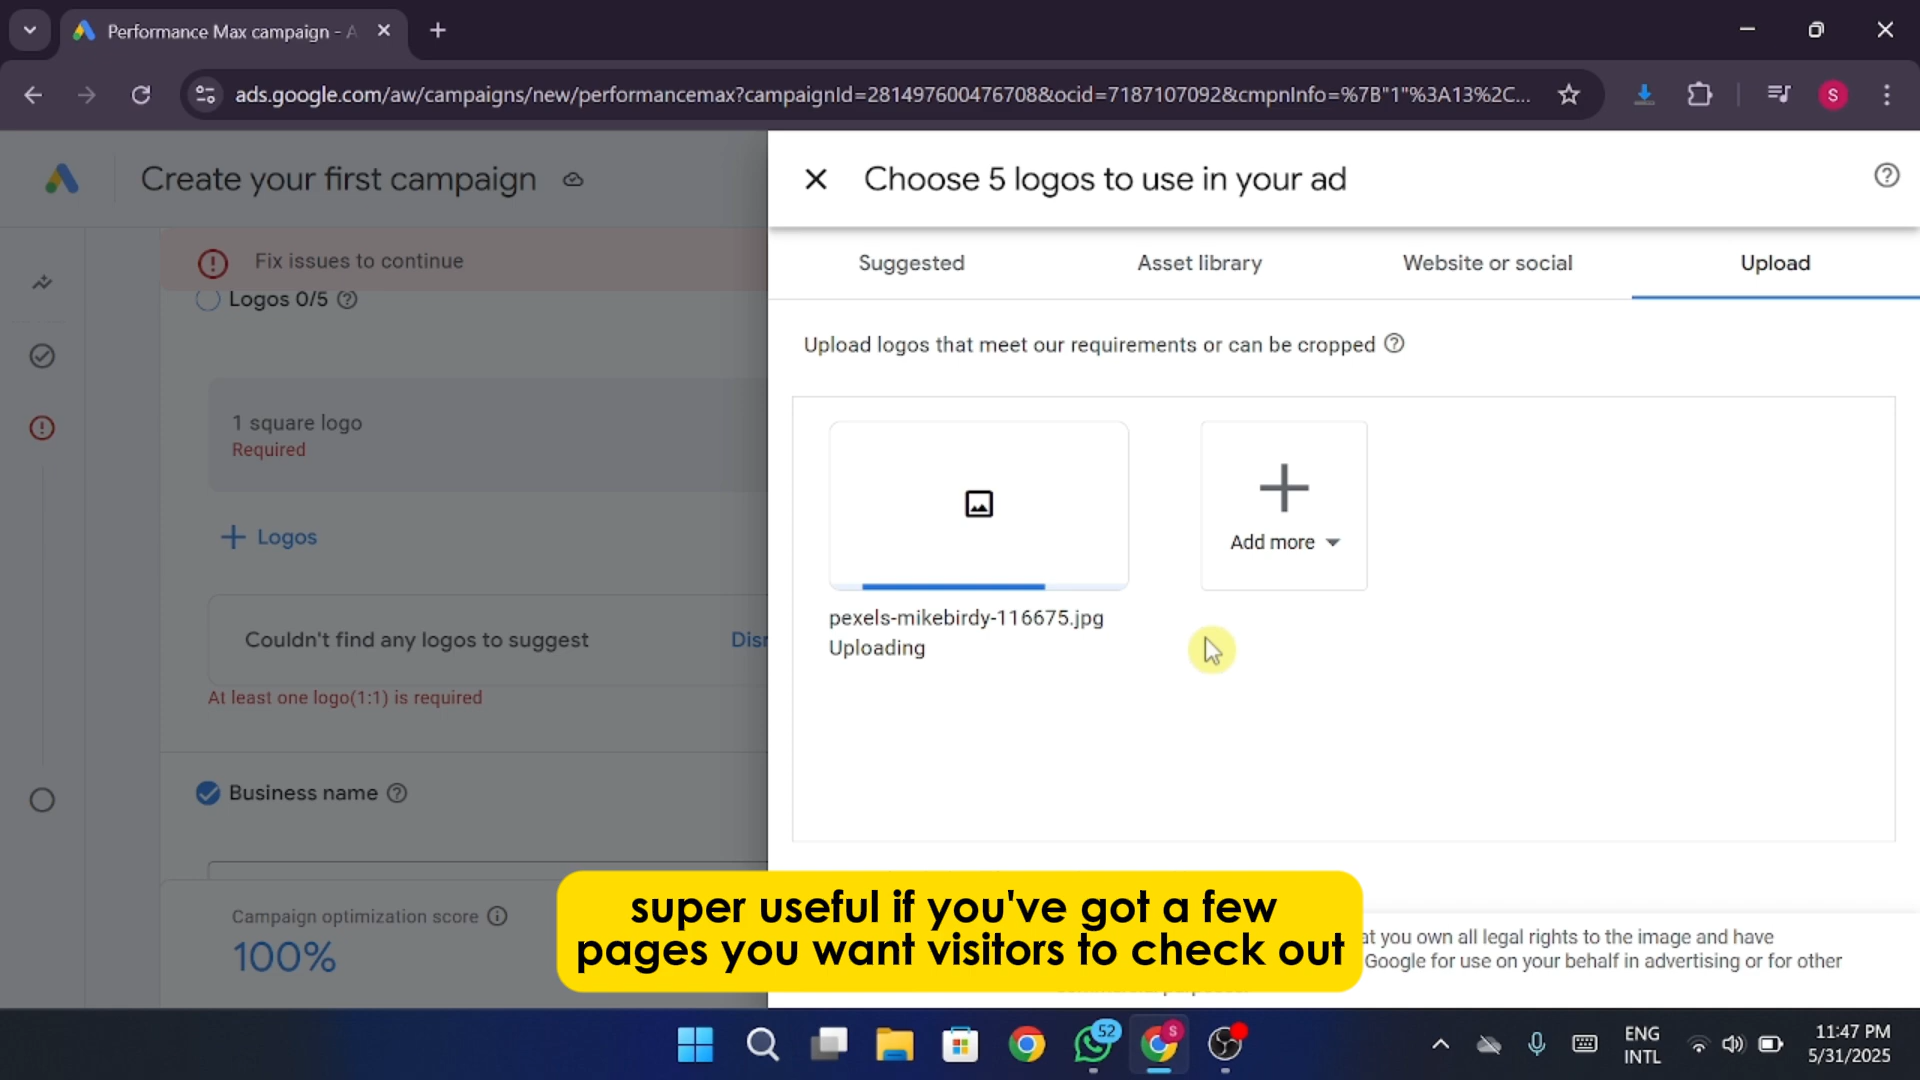 Performance Max campaign - A
ads.google.com/aw/campaigns/new/performancemax?campaignId=281497600476708&ocid=7187107092&cmpnInfo=%7B"1"%3A13%2C...
S
Create your first campaign
Choose 5 logos to use in your ad
Fix issues to continue
Logos 0/5
1 square logo
Required
+ Logos
Couldn't find any logos to suggest
At least one logo(1:1) is required
Business name
Campaign optimization score
100%
Suggested
Asset library
Website or social
Upload
Upload logos that meet our requirements or can be cropped
Add more
pexels-mikebirdy-116675.jpg
Uploading
super useful if you've got a few
pages you want visitors to check out
at you own all legal rights to the image and have
Google for use on your behalf in advertising or for other
52
S
ENG
INTL
11:47 PM
5/31/2025